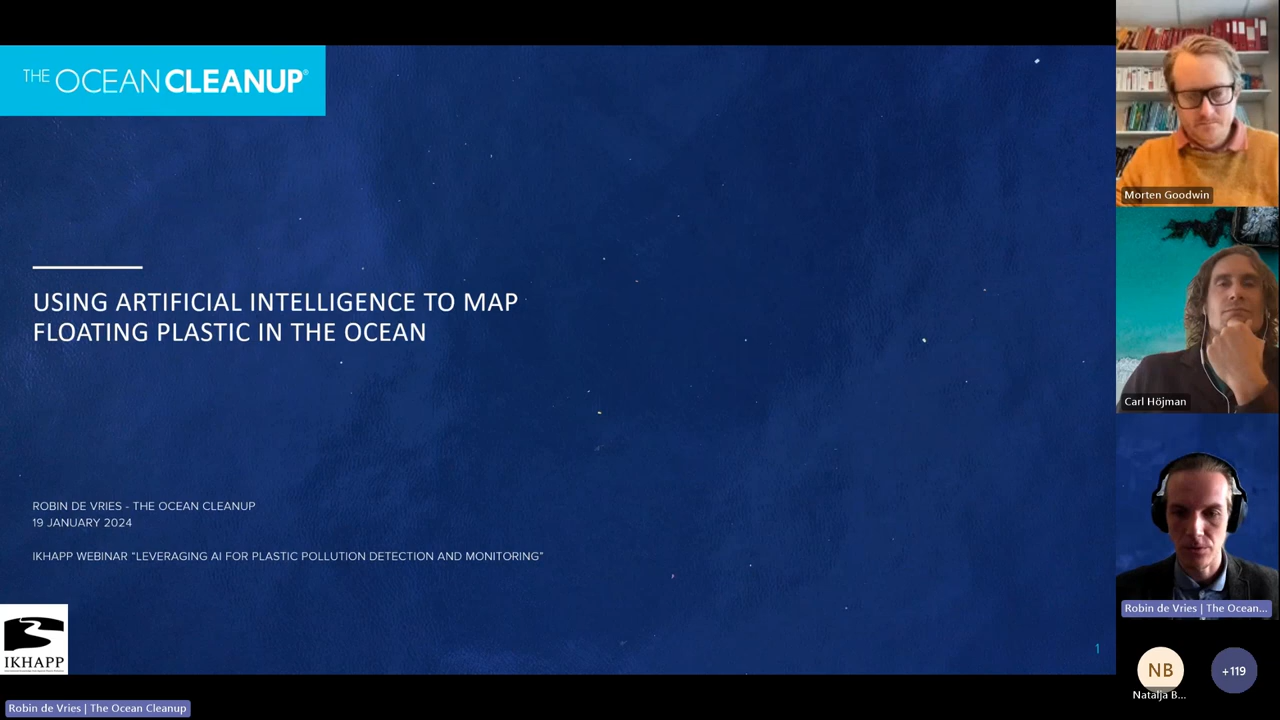 THE OCEANCLEANUP®
USING ARTIFICIAL INTELLIGENCE TO MAP
FLOATING PLASTIC IN THE OCEAN
ROBIN DE VRIES - THE OCEAN CLEANUP
19 JANUARY 2024
IKHAPP WEBINAR "LEVERAGING AI FOR PLASTIC POLLUTION DETECTION AND MONITORING"
IKHAPP
1
Robin de Vries | The Ocean Cleanup
Morten Goodwin
Carl Höjman
Robin de Vries | The Ocean...
NB
+119
Natalja B...